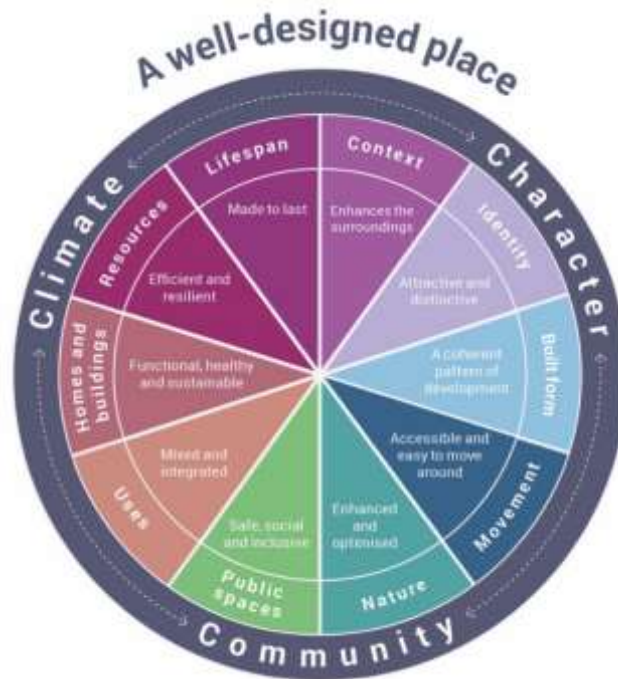 A well-designed place
Climate
Character
Community
Context
Enhances the
surroundings
Identity
Attractive and
distinctive
Built form
A coherent
pattern of
development
Movement
Accessible and
easy to move
around
Nature
Enhanced
and
optimised
Public
spaces
Safe, social
and inclusive
Uses
Mixed and
integrated
Homes and
buildings
Functional, healthy
and sustainable
Resources
Efficient and
resilient
Lifespan
Made to last